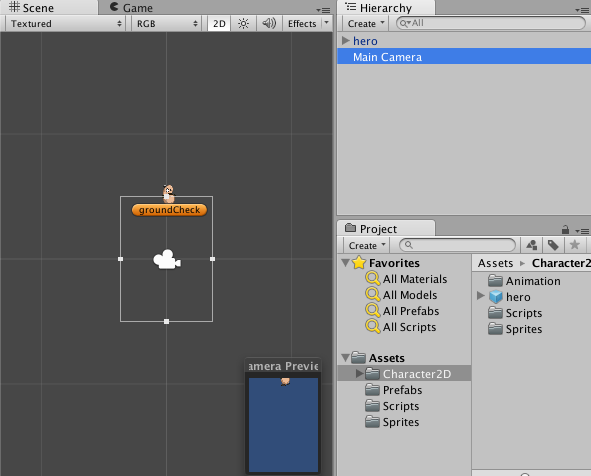 Scene Game
Textured RGB 2D Effects
groundCheck
amera Previe
Hierarchy
Create All
hero
Main Camera
Project
Create
Favorites
All Materials
All Models
All Prefabs
All Scripts
Assets
Character2D
Prefabs
Scripts
Sprites
Assets Character2
Animation
hero
Scripts
Sprites